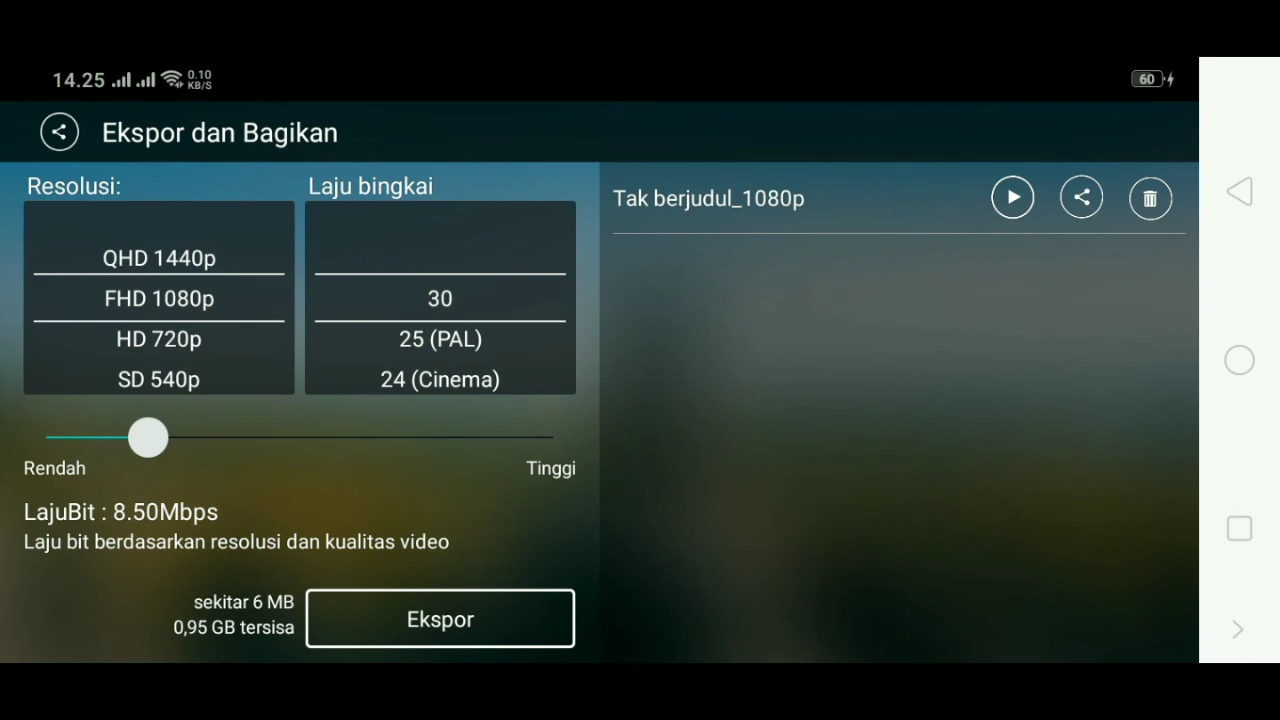 14.25
0.10
KB/S
60
Ekspor dan Bagikan
Resolusi:
QHD 1440p
FHD 1080p
HD 720p
SD 540p
Laju bingkai
30
25 (PAL)
24 (Cinema)
Rendah
Tinggi
LajuBit : 8.50Mbps
Laju bit berdasarkan resolusi dan kualitas video
sekitar 6 MB
0,95 GB tersisa
Ekspor
Tak berjudul_1080p